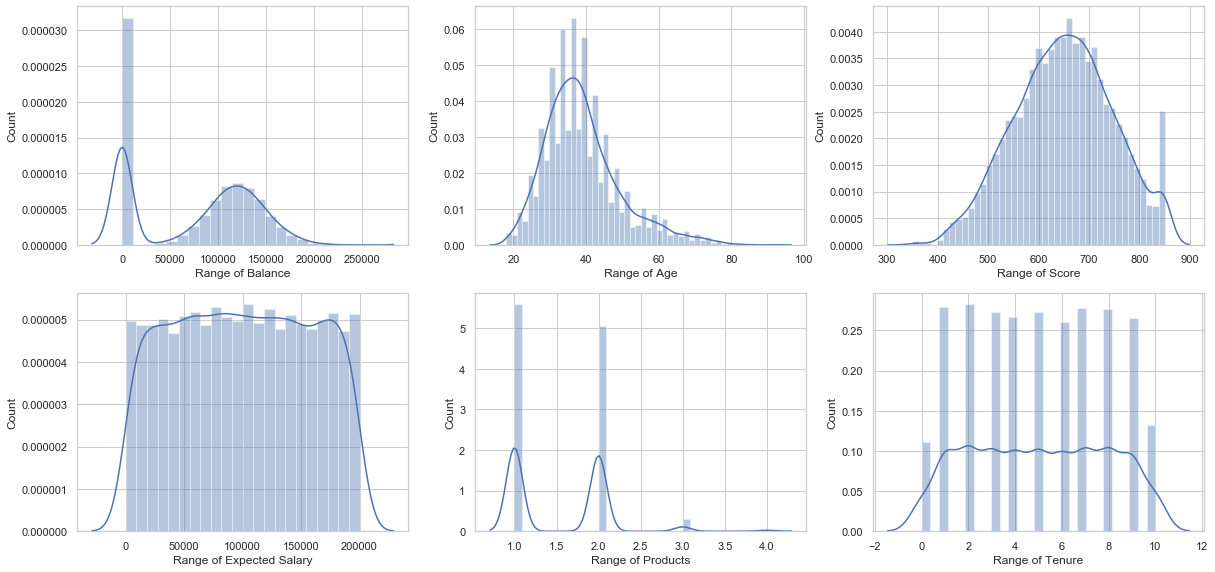 0.000030
0.000025
0.000020
0.000015
0.000010
0.000005
0.000000
Count
0 50000 100000 150000 200000 250000
Range of Balance
0.06
0.05
0.04
0.03
0.02
0.01
0.00
Count
20 40 60 80 100
Range of Age
0.0040
0.0035
0.0030
0.0025
0.0020
0.0015
0.0010
0.0005
0.0000
Count
300 400 500 600 700 800 900
Range of Score
0.000005
0.000004
0.000003
0.000002
0.000001
0.000000
Count
0 50000 100000 150000 200000
Range of Expected Salary
5
4
3
2
1
0
Count
1.0 1.5 2.0 2.5 3.0 3.5 4.0
Range of Products
0.25
0.20
0.15
0.10
0.05
0.00
Count
−2 0 2 4 6 8 10 12
Range of Tenure